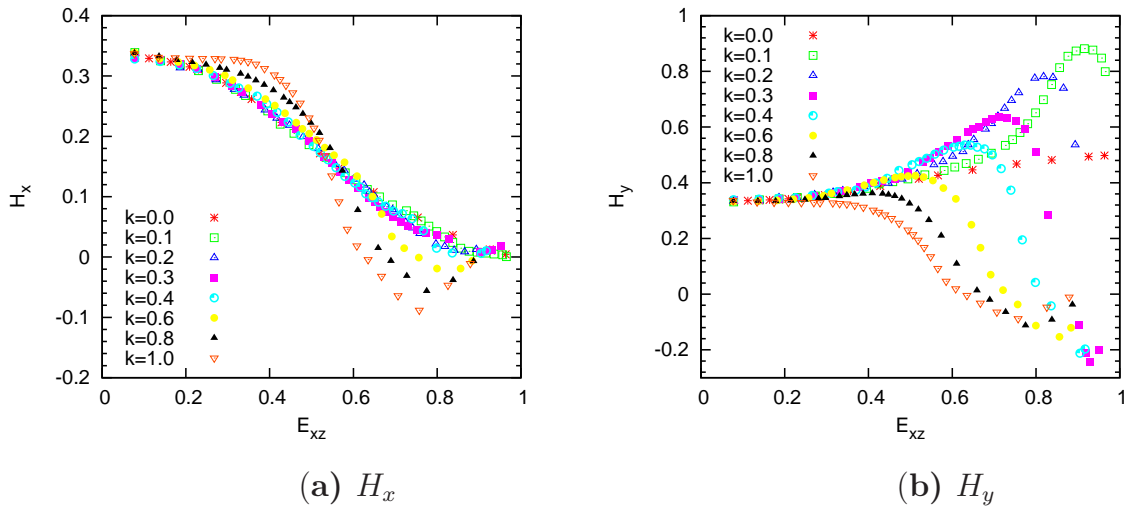 0.4
0.3
0.2
0.1
0
-0.1
-0.2
H_x
k=0.0
k=0.1
k=0.2
k=0.3
k=0.4
k=0.6
k=0.8
k=1.0
0 0.2 0.4 0.6 0.8 1
E_xz
(a) H_x
1
0.8
0.6
0.4
0.2
0
-0.2
H_y
k=0.0
k=0.1
k=0.2
k=0.3
k=0.4
k=0.6
k=0.8
k=1.0
0 0.2 0.4 0.6 0.8 1
E_xz
(b) H_y